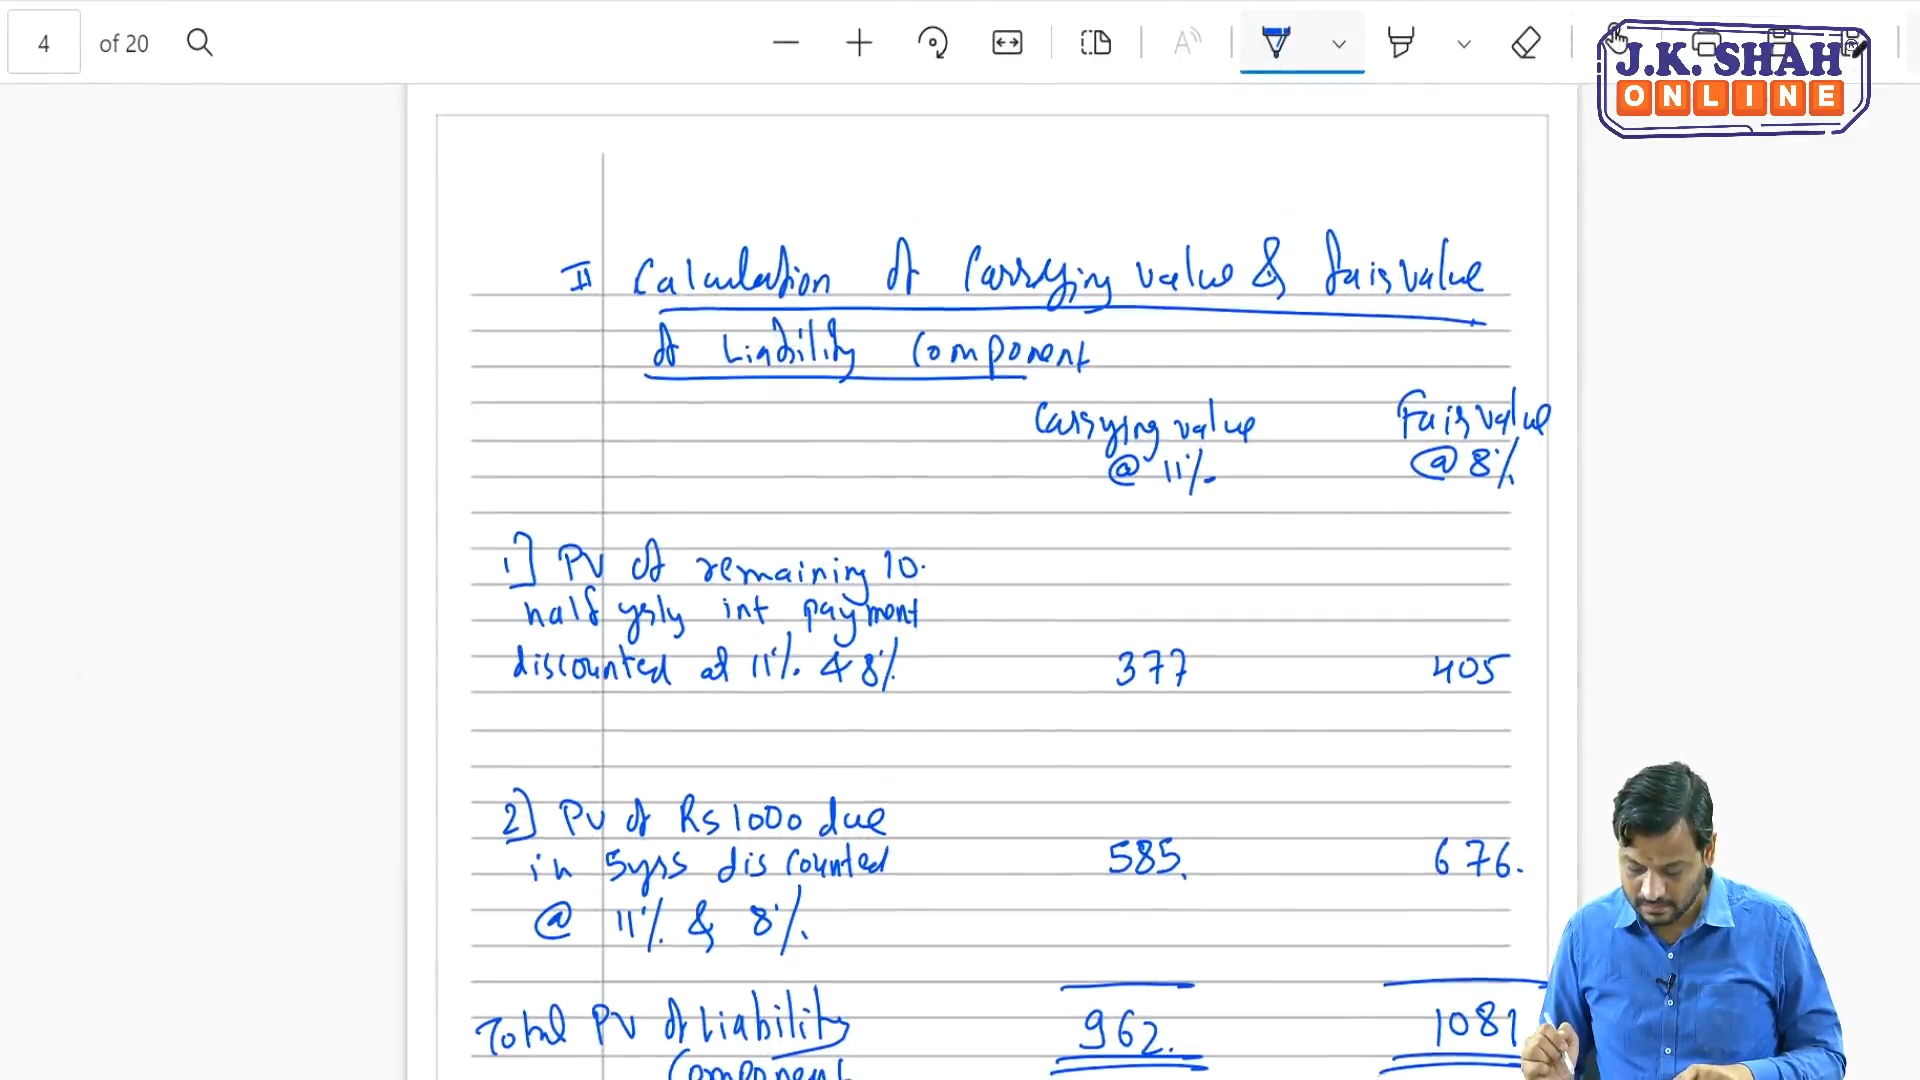 4 of 20
J.K. SHAH
ONLINE
II Calculation of Carrying value & fair value
of Liability Component
Carrying value Fair value
@ 11% @ 8%
1] PV of remaining 10
half yrly int payment
discounted at 11% & 8% 377 405
2] PV of Rs 1000 due
in 5yrs discounted 585 676
@ 11% & 8%
Total PV of Liability 962 1081
Component